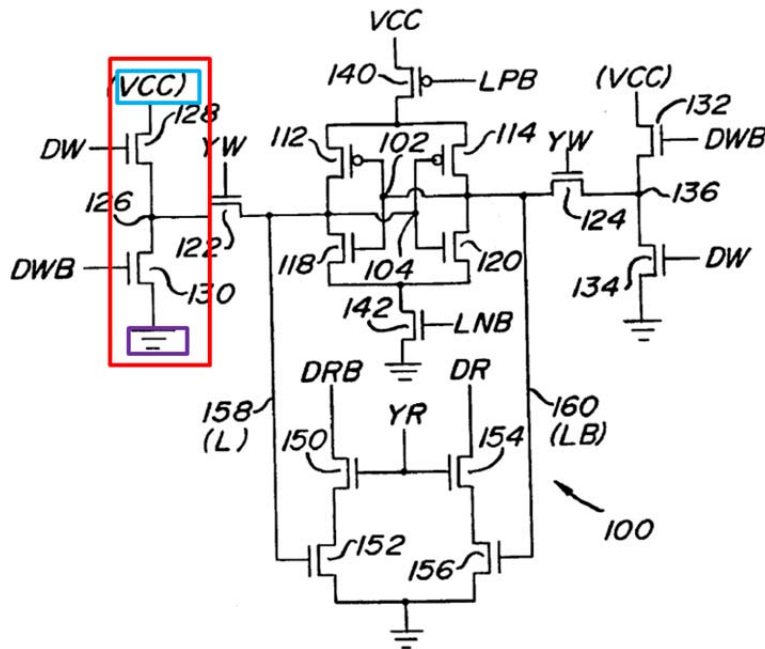 VCC
140 LPB
(VCC) (VCC)
128 132
DW YW 112 102 114 YW DWB
126 136
122 124
DWB 118 104 120 DW
130 134
142 LNB
DRB DR
158 (L) YR 160 (LB)
150 154
100
152 156